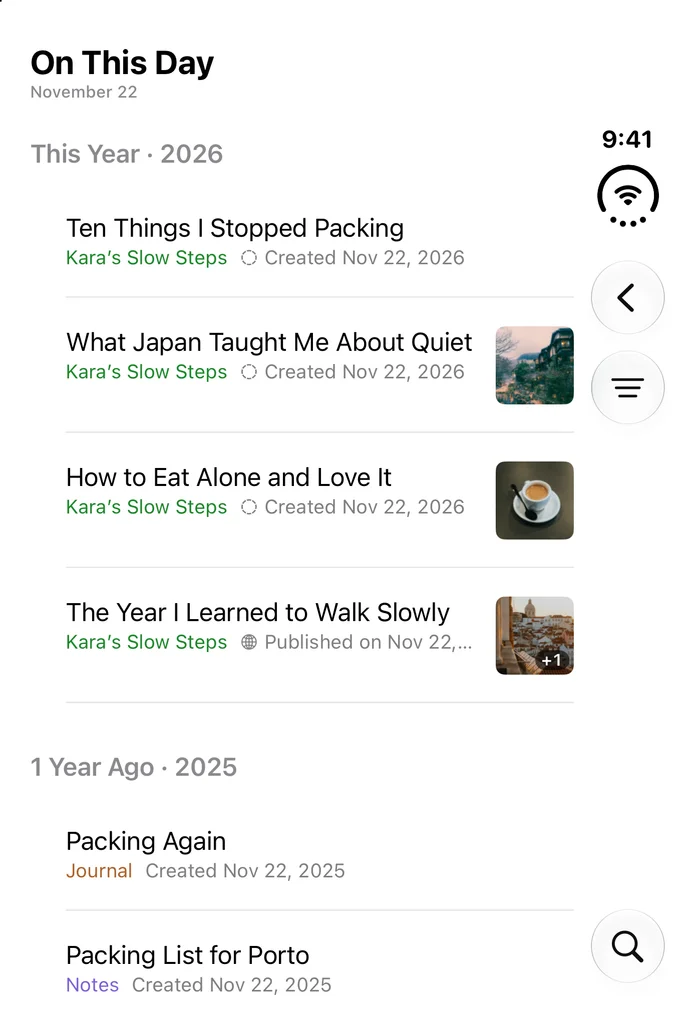 On This Day
November 22
9:41
This Year · 2026
Ten Things I Stopped Packing
Kara’s Slow Steps Created Nov 22, 2026
What Japan Taught Me About Quiet
Kara’s Slow Steps Created Nov 22, 2026
How to Eat Alone and Love It
Kara’s Slow Steps Created Nov 22, 2026
The Year I Learned to Walk Slowly
Kara’s Slow Steps Published on Nov 22,...
+1
1 Year Ago · 2025
Packing Again
Journal Created Nov 22, 2025
Packing List for Porto
Notes Created Nov 22, 2025